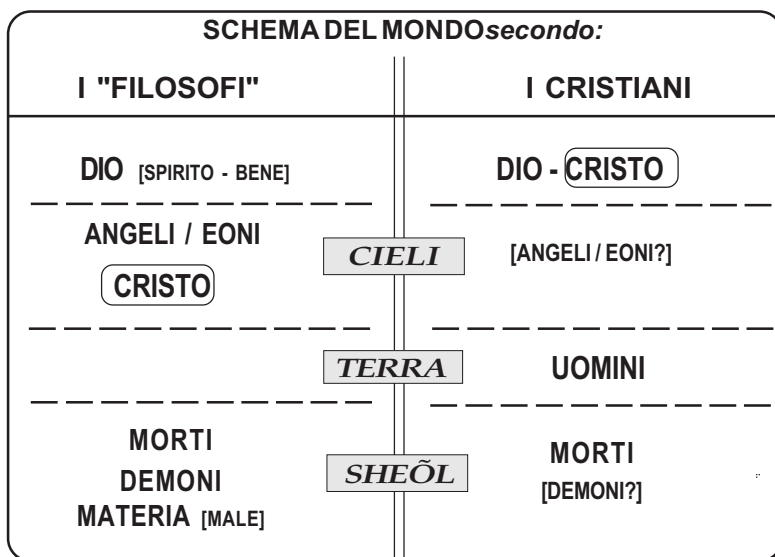 SCHEMA DEL MONDO secondo:
I "FILOSOFI"
I CRISTIANI
DIO [SPIRITO - BENE]
DIO - CRISTO
ANGELI / EONI
CRISTO
CIELI
[ANGELI / EONI?]
TERRA
UOMINI
MORTI
DEMONI
MATERIA [MALE]
SHEÕL
MORTI
[DEMONI?]